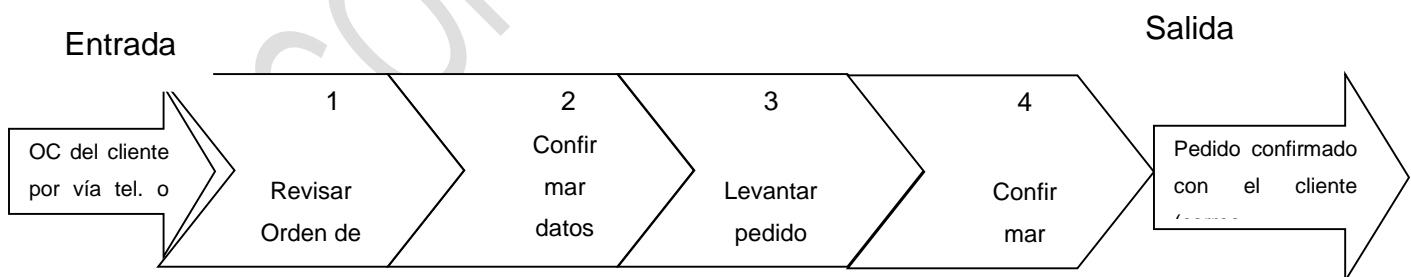 Entrada
Salida
OC del cliente
por vía tel. o
1
Revisar
Orden de
2
Confir
mar
datos
3
Levantar
pedido
4
Confir
mar
Pedido confirmado
con el cliente